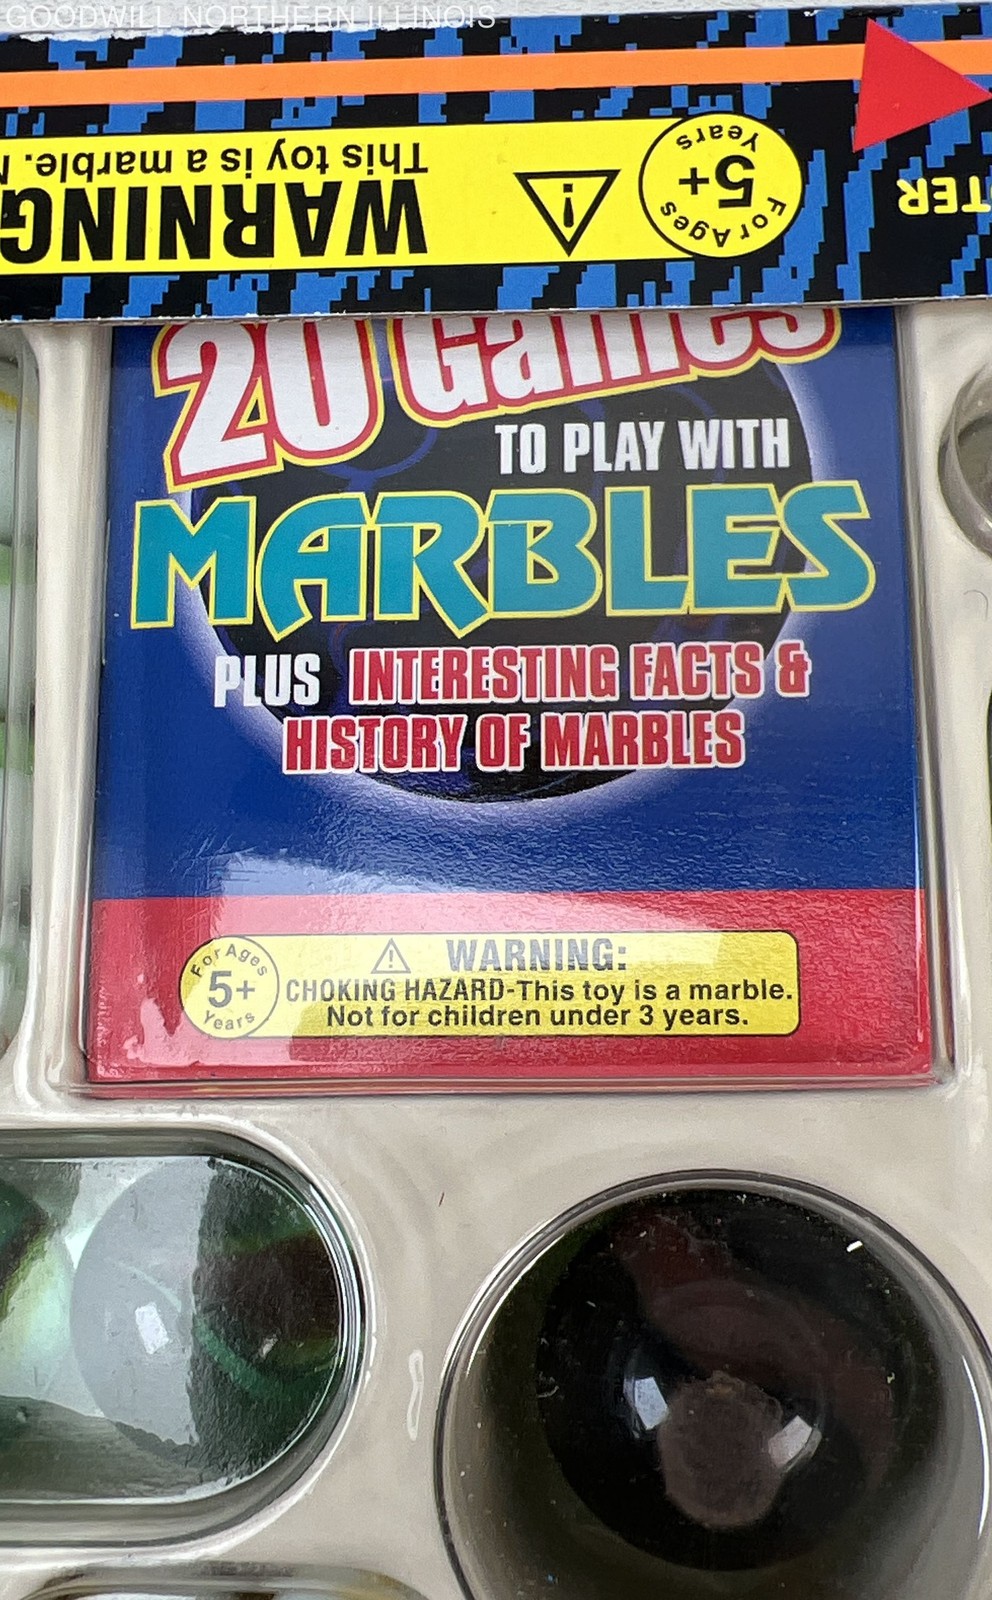 GOODWILL NORTHERN ILLINOIS
This toy is a marble.
WARNING
For Ages
5+
Years
20 Games
TO PLAY WITH
MARBLES
PLUS INTERESTING FACTS &
HISTORY OF MARBLES
For Ages
5+
Years
WARNING:
CHOKING HAZARD-This toy is a marble.
Not for children under 3 years.